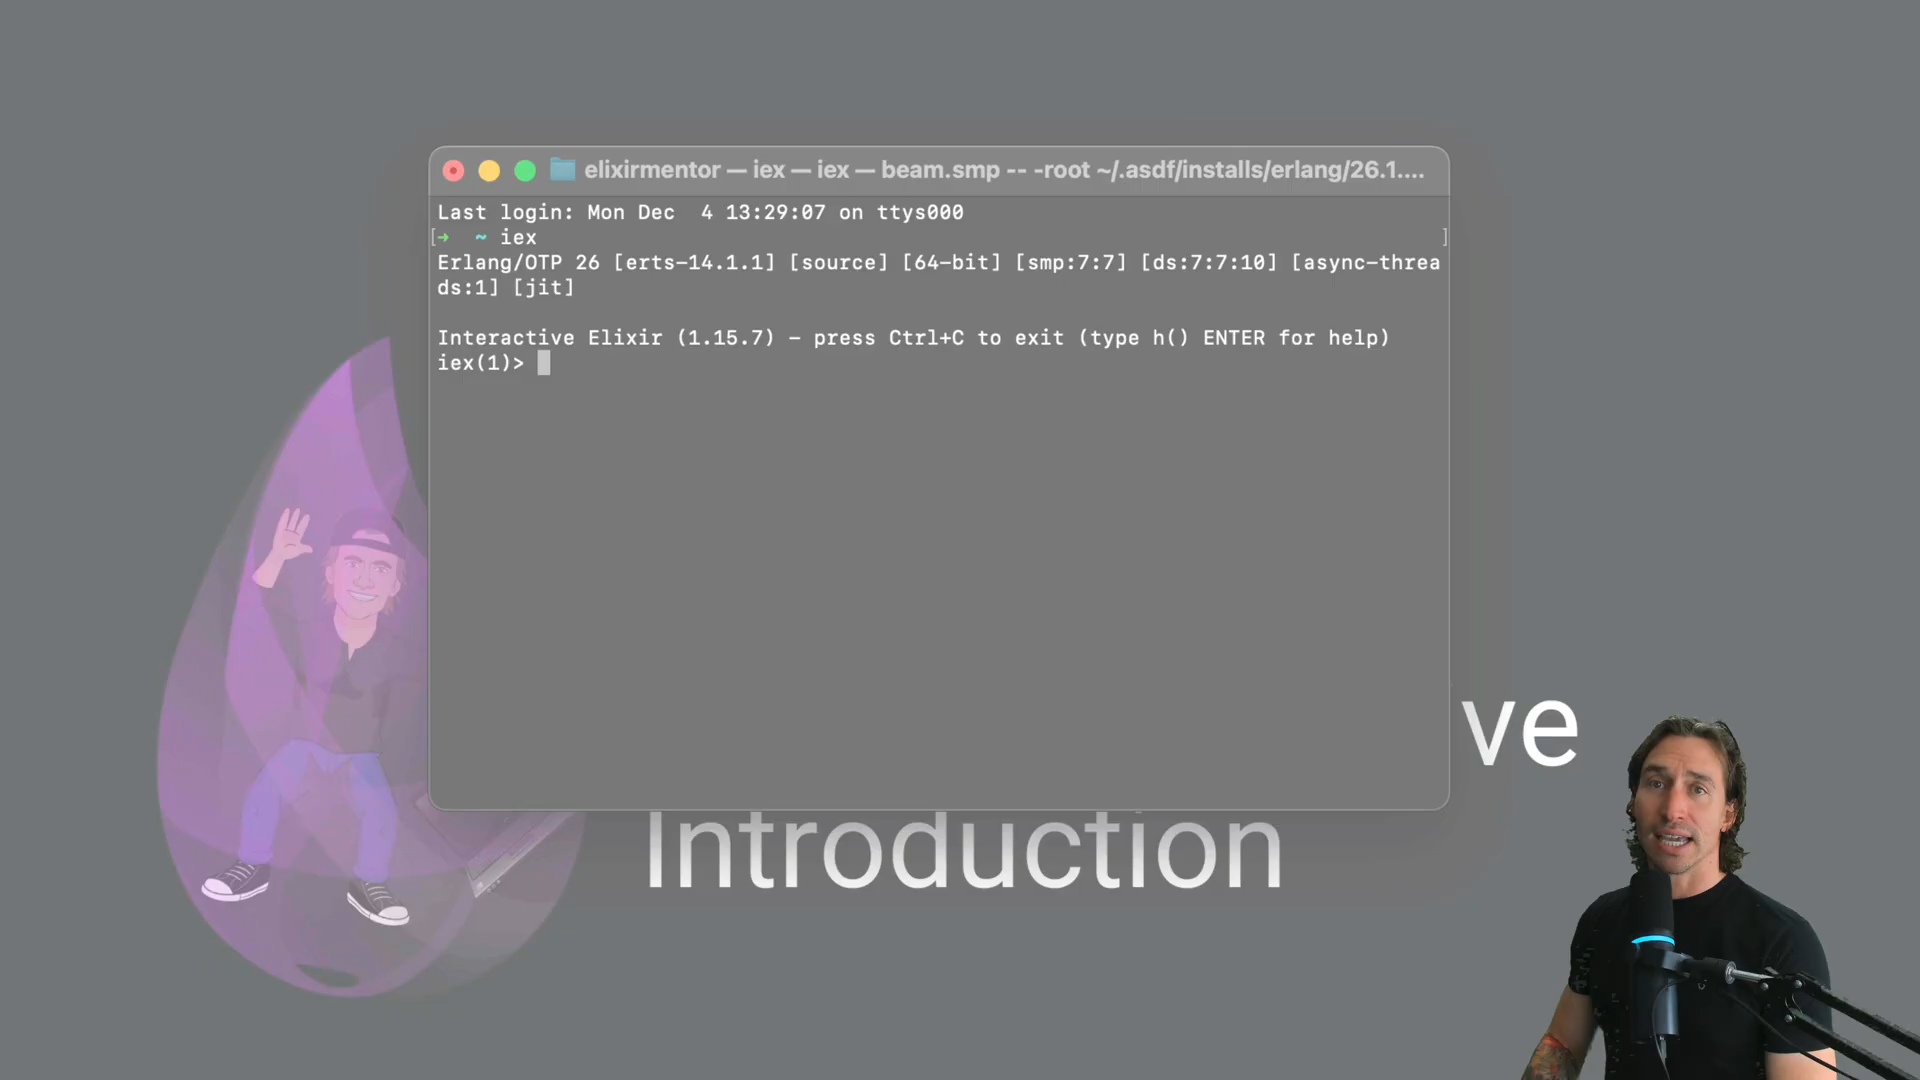 elixirmentor — iex — iex — beam.smp -- -root ~/.asdf/installs/erlang/26.1....
Last login: Mon Dec  4 13:29:07 on ttys000
[➜  ~ iex ]
Erlang/OTP 26 [erts-14.1.1] [source] [64-bit] [smp:7:7] [ds:7:7:10] [async-threa
ds:1] [jit]
Interactive Elixir (1.15.7) - press Ctrl+C to exit (type h() ENTER for help)
iex(1)>
ve
Introduction